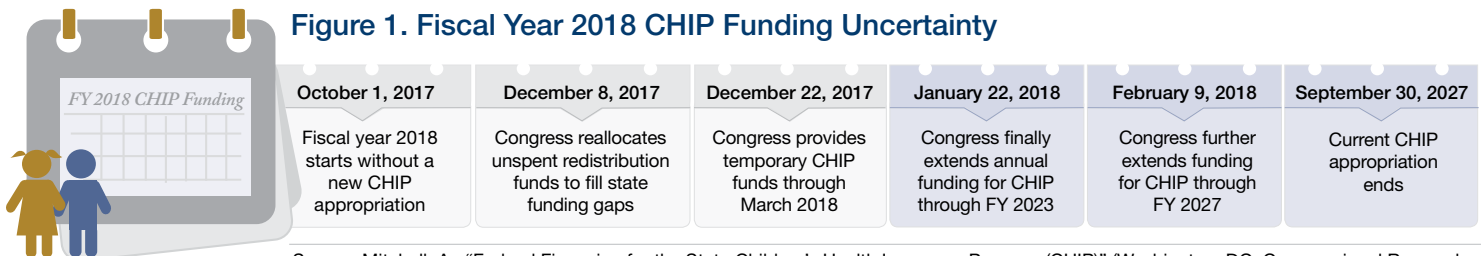 Figure 1. Fiscal Year 2018 CHIP Funding Uncertainty
FY 2018 CHIP Funding
October 1, 2017
Fiscal year 2018
starts without a
new CHIP
appropriation
December 8, 2017
Congress reallocates
unspent redistribution
funds to fill state
funding gaps
December 22, 2017
Congress provides
temporary CHIP
funds through
March 2018
January 22, 2018
Congress finally
extends annual
funding for CHIP
through FY 2023
February 9, 2018
Congress further
extends funding
for CHIP through
FY 2027
September 30, 2027
Current CHIP
appropriation
ends